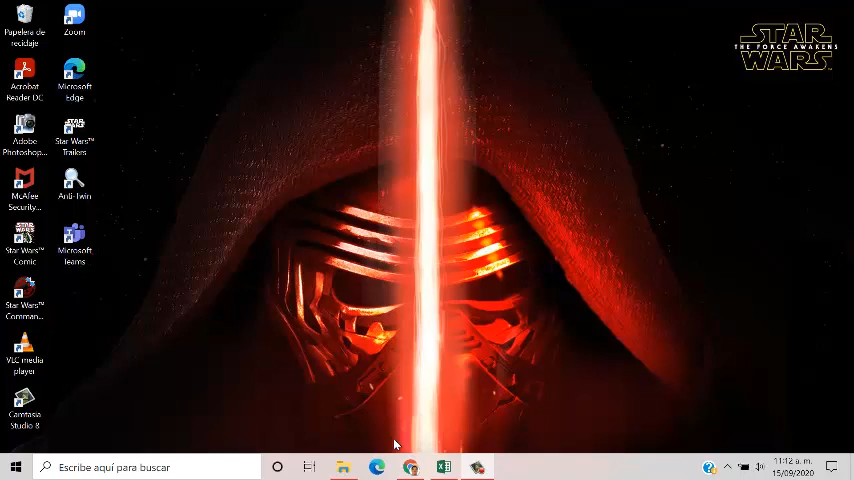 Papelera de
reciclaje
Zoom
Acrobat
Reader DC
Microsoft
Edge
Adobe
Photoshop...
Star Wars™
Trailers
McAfee
Security...
Anti-Twin
Star Wars™
Comic
Microsoft
Teams
Star Wars™
Comman...
VLC media
player
Camtasia
Studio 8
STAR
THE FORCE AWAKENS
WARS
Escribe aquí para buscar
11:12 a. m.
15/09/2020